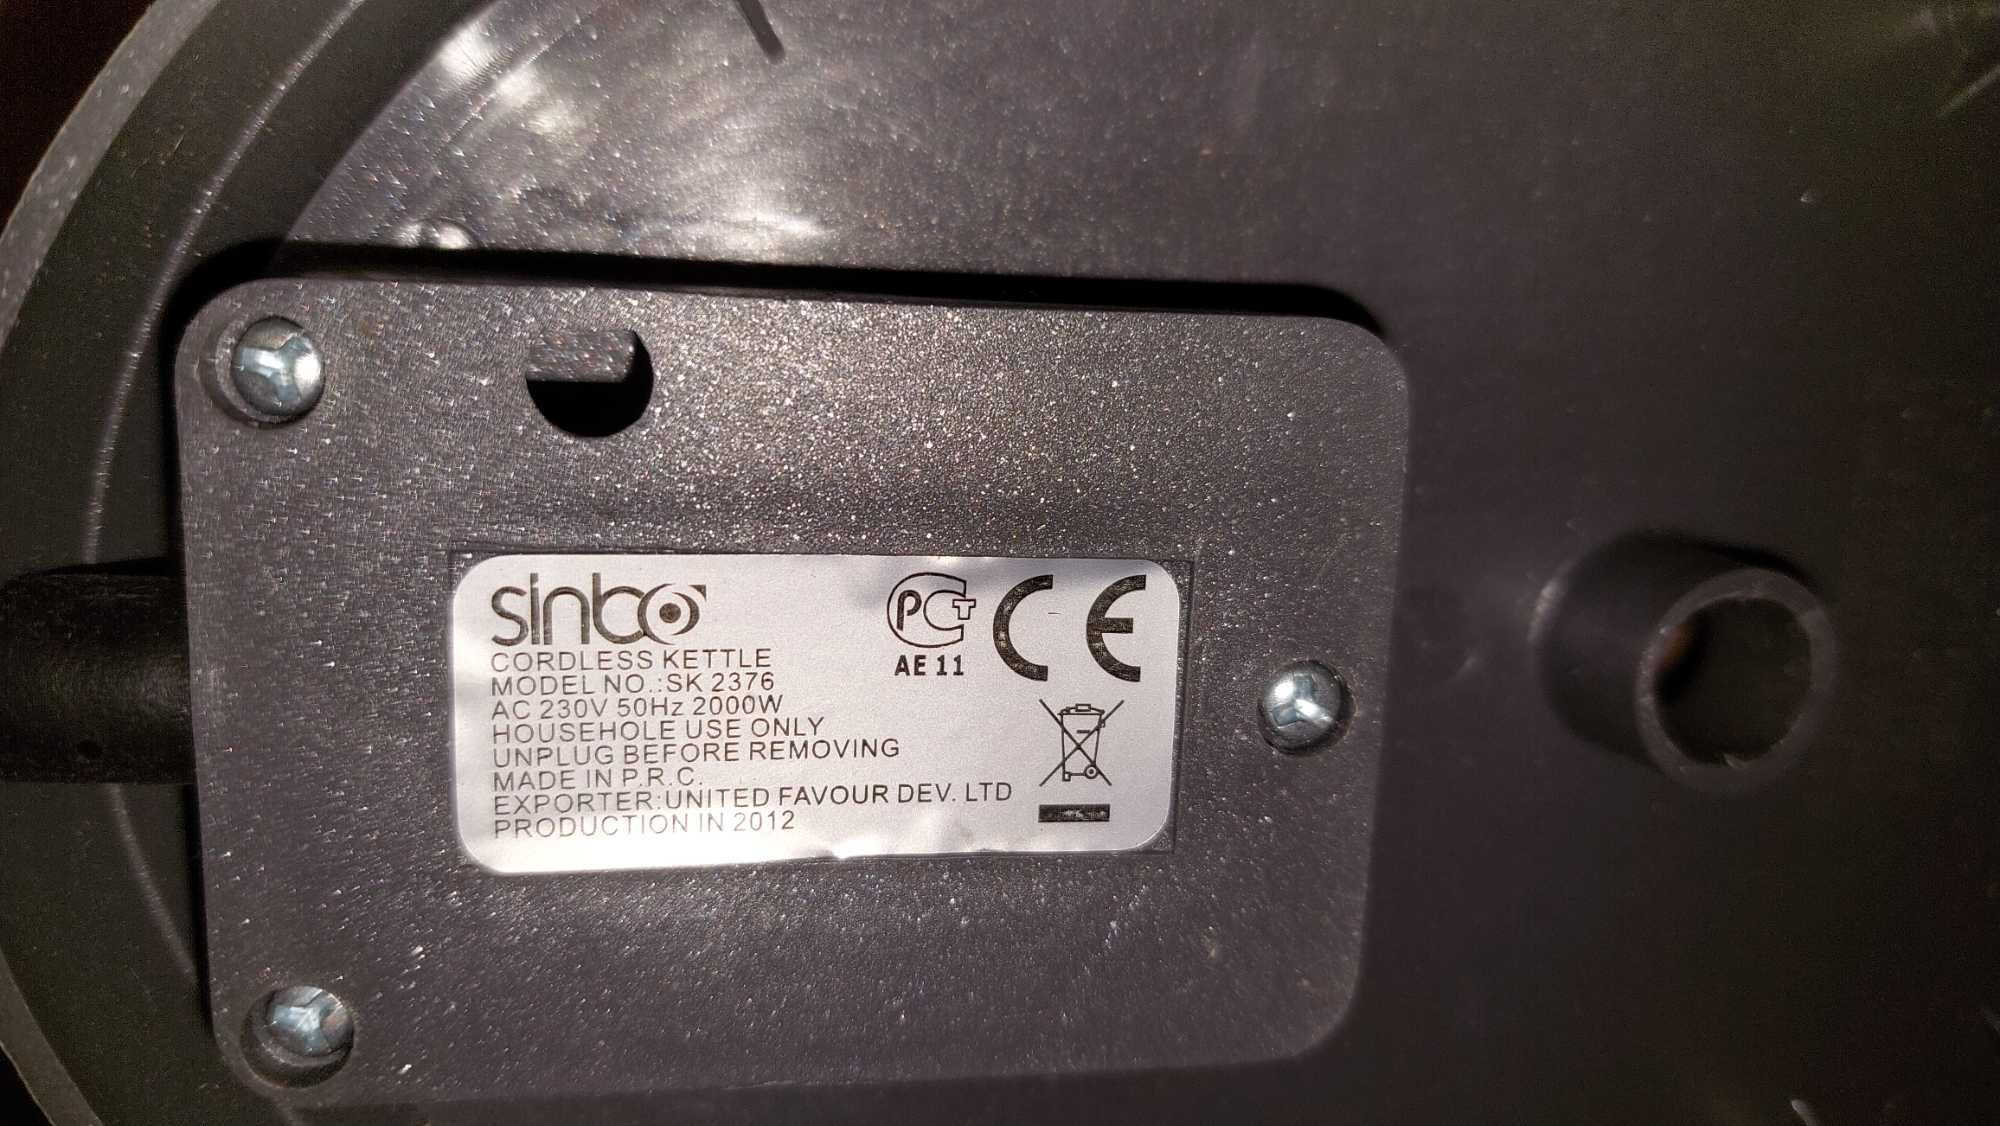 sinbo
CORDLESS KETTLE
MODEL NO.:SK 2376
AC 230V 50Hz 2000W
HOUSEHOLE USE ONLY
UNPLUG BEFORE REMOVING
MADE IN P.R.C.
EXPORTER:UNITED FAVOUR DEV. LTD
PRODUCTION IN 2012
РСТ
AE 11
CE